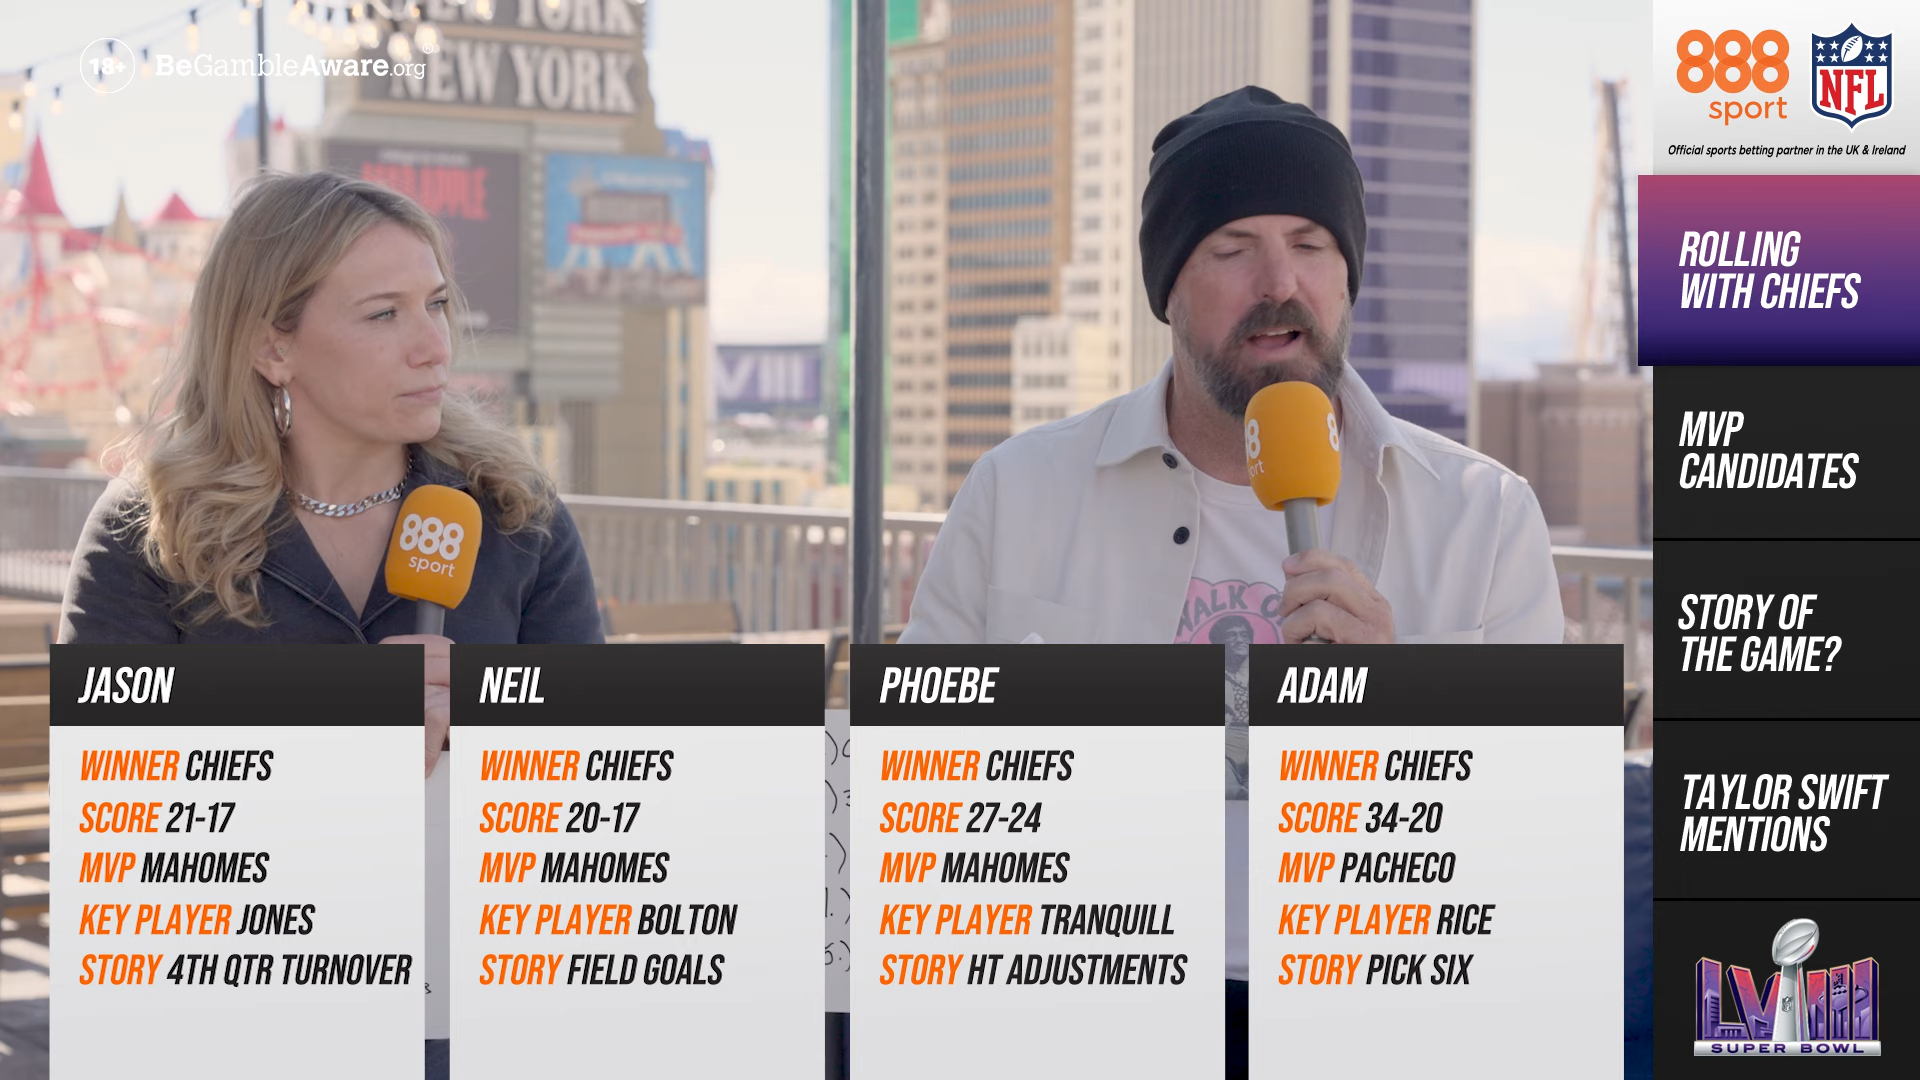 18+ BeGambleAware.org®
NEW YORK
NEW YORK
VIII
888
sport
NFL
Official sports betting partner in the UK & Ireland
ROLLING
WITH CHIEFS
MVP
CANDIDATES
STORY OF
THE GAME?
TAYLOR SWIFT
MENTIONS
LVIII
SUPER BOWL
888
sport
WALK
JASON
WINNER CHIEFS
SCORE 21-17
MVP MAHOMES
KEY PLAYER JONES
STORY 4TH QTR TURNOVER
NEIL
WINNER CHIEFS
SCORE 20-17
MVP MAHOMES
KEY PLAYER BOLTON
STORY FIELD GOALS
PHOEBE
WINNER CHIEFS
SCORE 27-24
MVP MAHOMES
KEY PLAYER TRANQUILL
STORY HT ADJUSTMENTS
ADAM
WINNER CHIEFS
SCORE 34-20
MVP PACHECO
KEY PLAYER RICE
STORY PICK SIX